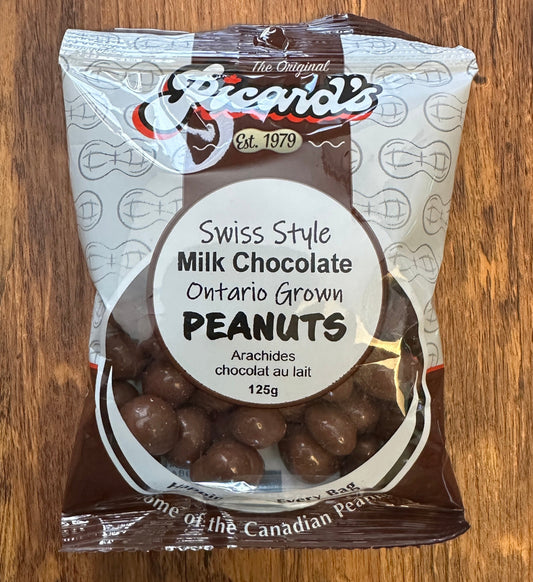 The Original
Picard's
Est. 1979
Swiss Style
Milk Chocolate
Ontario Grown
PEANUTS
Arachides
chocolat au lait
125g
Every Bag
ome of the Canadian Peanu